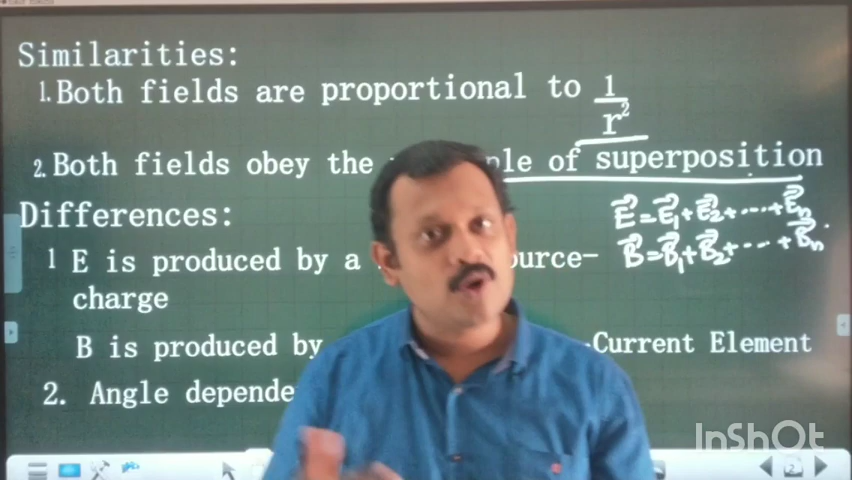 Similarities:
1. Both fields are proportional to 1/r²
2. Both fields obey the ple of superposition
E⃗ = E⃗₁ + E⃗₂ + ···· + E⃗n
Differences:
B⃗ = B⃗₁ + B⃗₂ + ··· + B⃗n.
1 E is produced by a ource-
charge
B is produced by -Current Element
2. Angle depende
InShOt
2